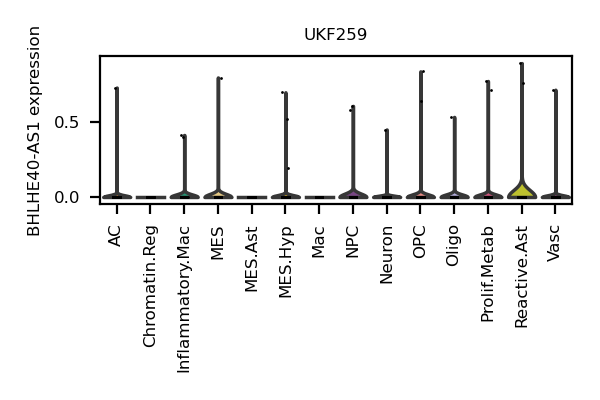 UKF259
BHLHE40-AS1 expression
0.5
0.0
AC
Chromatin.Reg
Inflammatory.Mac
MES
MES.Ast
MES.Hyp
Mac
NPC
Neuron
OPC
Oligo
Prolif.Metab
Reactive.Ast
Vasc